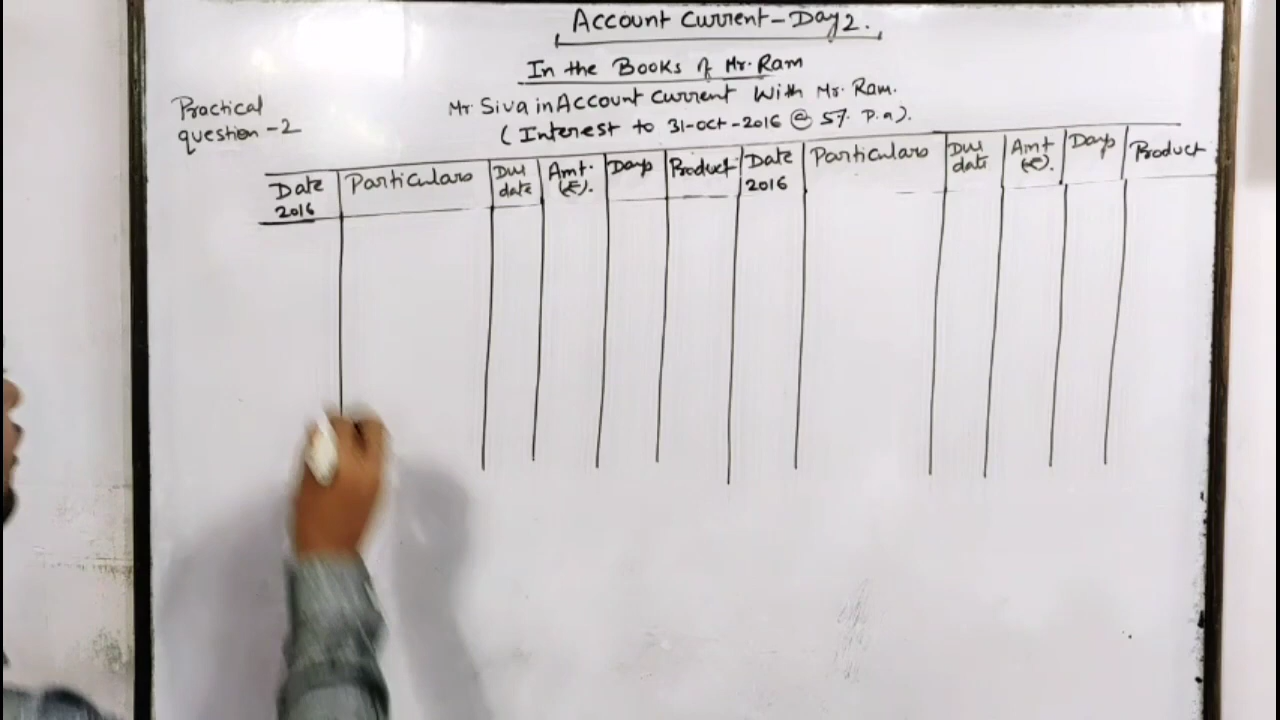 Account Current - Day 2.
In the Books of Mr. Ram
Practical
question - 2
Mr Siva in Account Current With Mr. Ram.
(Interest to 31-Oct-2016 @ 5%. P.a).
Date 2016 Particulars Due date Amt. (₹). Days Product Date 2016 Particulars Due date Amt (₹). Days Product